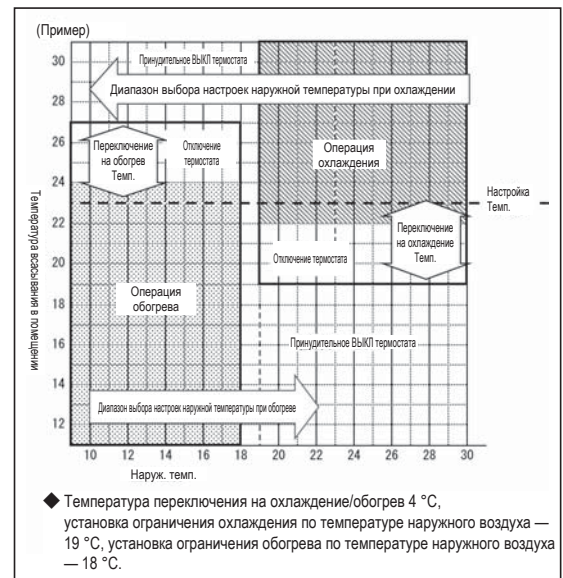 (Пример)
30
28
26
24
22
20
18
16
14
12
Температура всасывания в помещении
Принудительное ВЫКЛ термостата
Диапазон выбора настроек наружной температуры при охлаждении
Переключение
на обогрев
Темп.
Отключение
термостата
Операция
охлаждения
Настройка
Темп.
Переключение
на охлаждение
Темп.
Отключение термостата
Операция
обогрева
Принудительное ВЫКЛ термостата
Диапазон выбора настроек наружной температуры при обогреве
10 12 14 16 18 20 22 24 26 28 30
Наруж. темп.
◆ Температура переключения на охлаждение/обогрев 4 °C,
установка ограничения охлаждения по температуре наружного воздуха —
19 °C, установка ограничения обогрева по температуре наружного воздуха
— 18 °C.